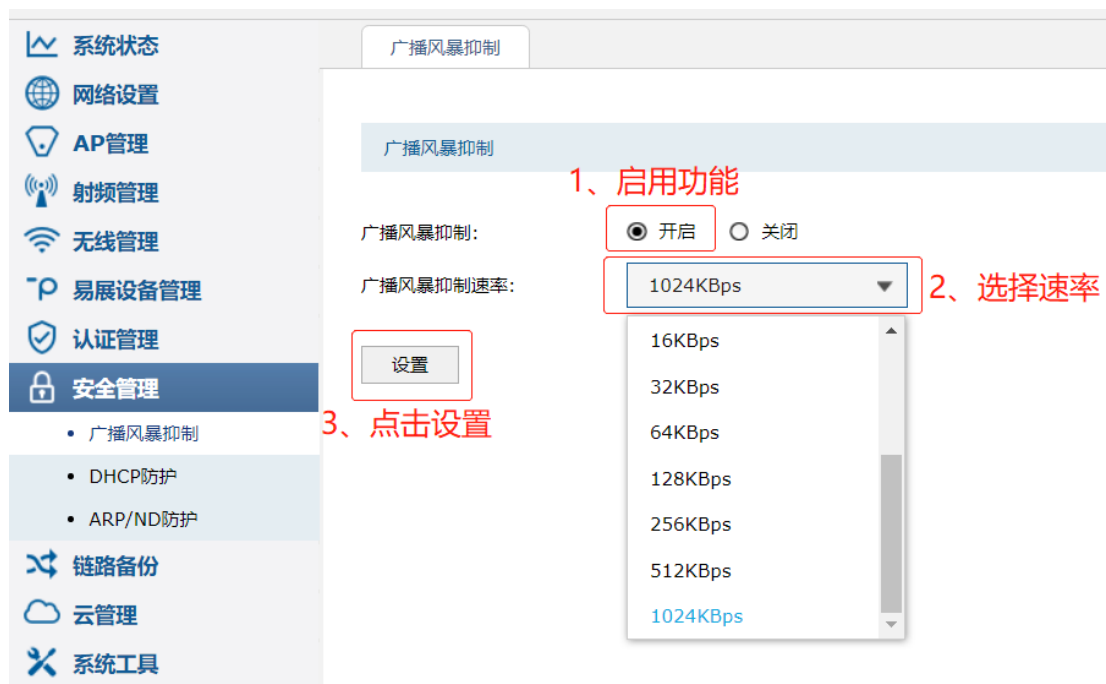 系统状态
网络设置
AP管理
射频管理
无线管理
易展设备管理
认证管理
安全管理
广播风暴抑制
DHCP防护
ARP/ND防护
链路备份
云管理
系统工具
广播风暴抑制
广播风暴抑制
1、启用功能
广播风暴抑制: 开启 关闭
广播风暴抑制速率: 1024KBps
2、选择速率
16KBps
32KBps
64KBps
128KBps
256KBps
512KBps
1024KBps
设置
3、点击设置